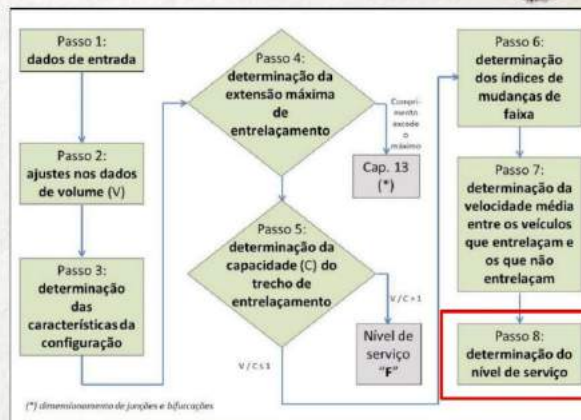 Passo 1:
dados de entrada
Passo 2:
ajustes nos dados
de volume (V)
Passo 3:
determinação
das
características da
configuração
Passo 4:
determinação da
extensão máxima
de
entrelaçamento
Compri-
mento
excede
o
máximo
Cap. 13
(*)
Passo 5:
determinação da
capacidade (C) do
trecho de
entrelaçamento
V / C > 1
Nível de
serviço
"F"
V / C ≤ 1
Passo 6:
determinação
dos índices de
mudanças de
faixa
Passo 7:
determinação da
velocidade média
entre os veículos
que entrelaçam e
os que não
entrelaçam
Passo 8:
determinação do
nível de serviço
(*) dimensionamento de junções e bifurcações